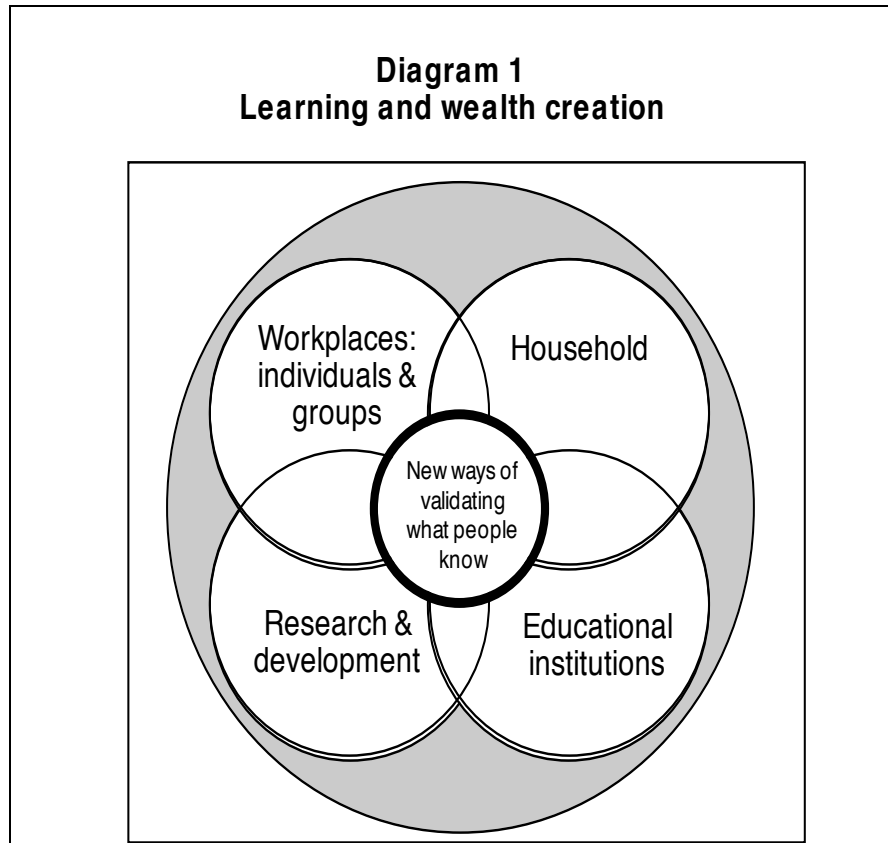 Diagram 1
Learning and wealth creation
Workplaces:
individuals &
groups
Household
New ways of
validating
what people
know
Research &
development
Educational
institutions